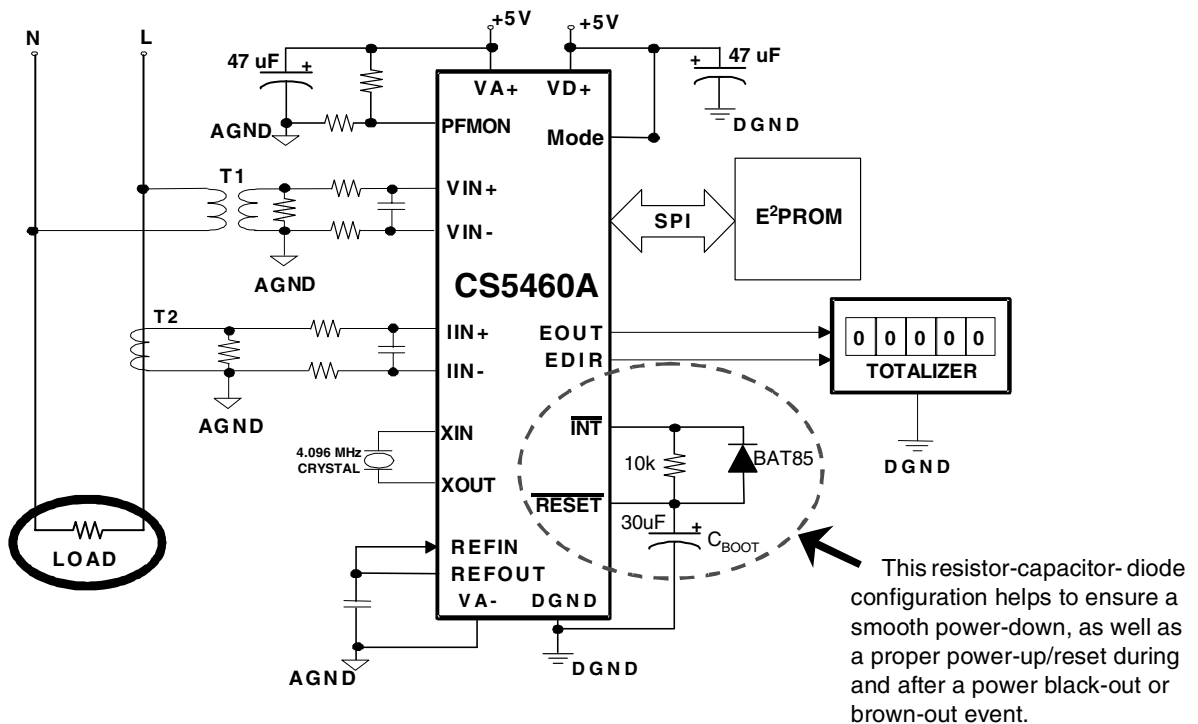 N
L
+5V
+5V
47 uF
+
+
47 uF
VA+
VD+
AGND
PFMON
Mode
DGND
T1
VIN+
VIN-
SPI
E²PROM
AGND
CS5460A
T2
IIN+
IIN-
EOUT
EDIR
0 0 0 0 0
TOTALIZER
AGND
INT
XIN
4.096 MHz
CRYSTAL
XOUT
10k
BAT85
DGND
RESET
30uF
+
C_BOOT
LOAD
REFIN
REFOUT
VA-
DGND
AGND
DGND
This resistor-capacitor- diode
configuration helps to ensure a
smooth power-down, as well as
a proper power-up/reset during
and after a power black-out or
brown-out event.